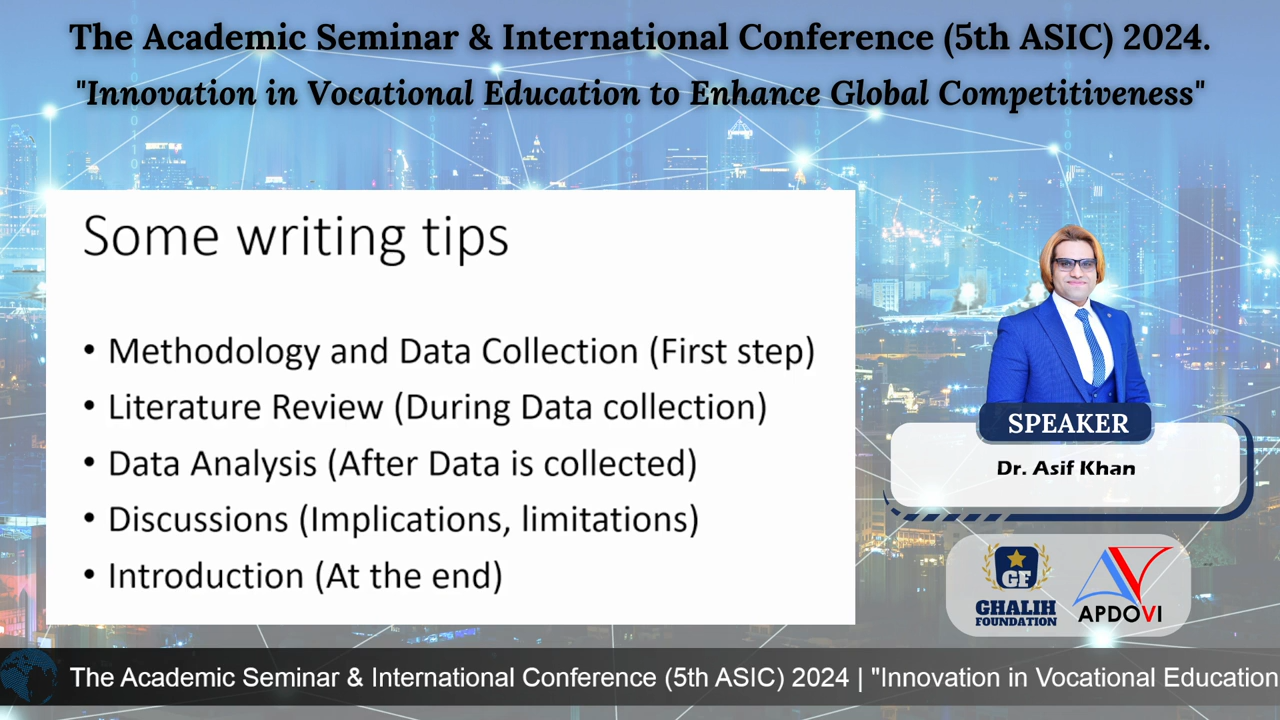 The Academic Seminar & International Conference (5th ASIC) 2024.
"Innovation in Vocational Education to Enhance Global Competitiveness"
Some writing tips
• Methodology and Data Collection (First step)
• Literature Review (During Data collection)
• Data Analysis (After Data is collected)
• Discussions (Implications, limitations)
• Introduction (At the end)
SPEAKER
Dr. Asif Khan
GF
GHALIH
FOUNDATION
APDOVI
The Academic Seminar & International Conference (5th ASIC) 2024 | "Innovation in Vocational Education